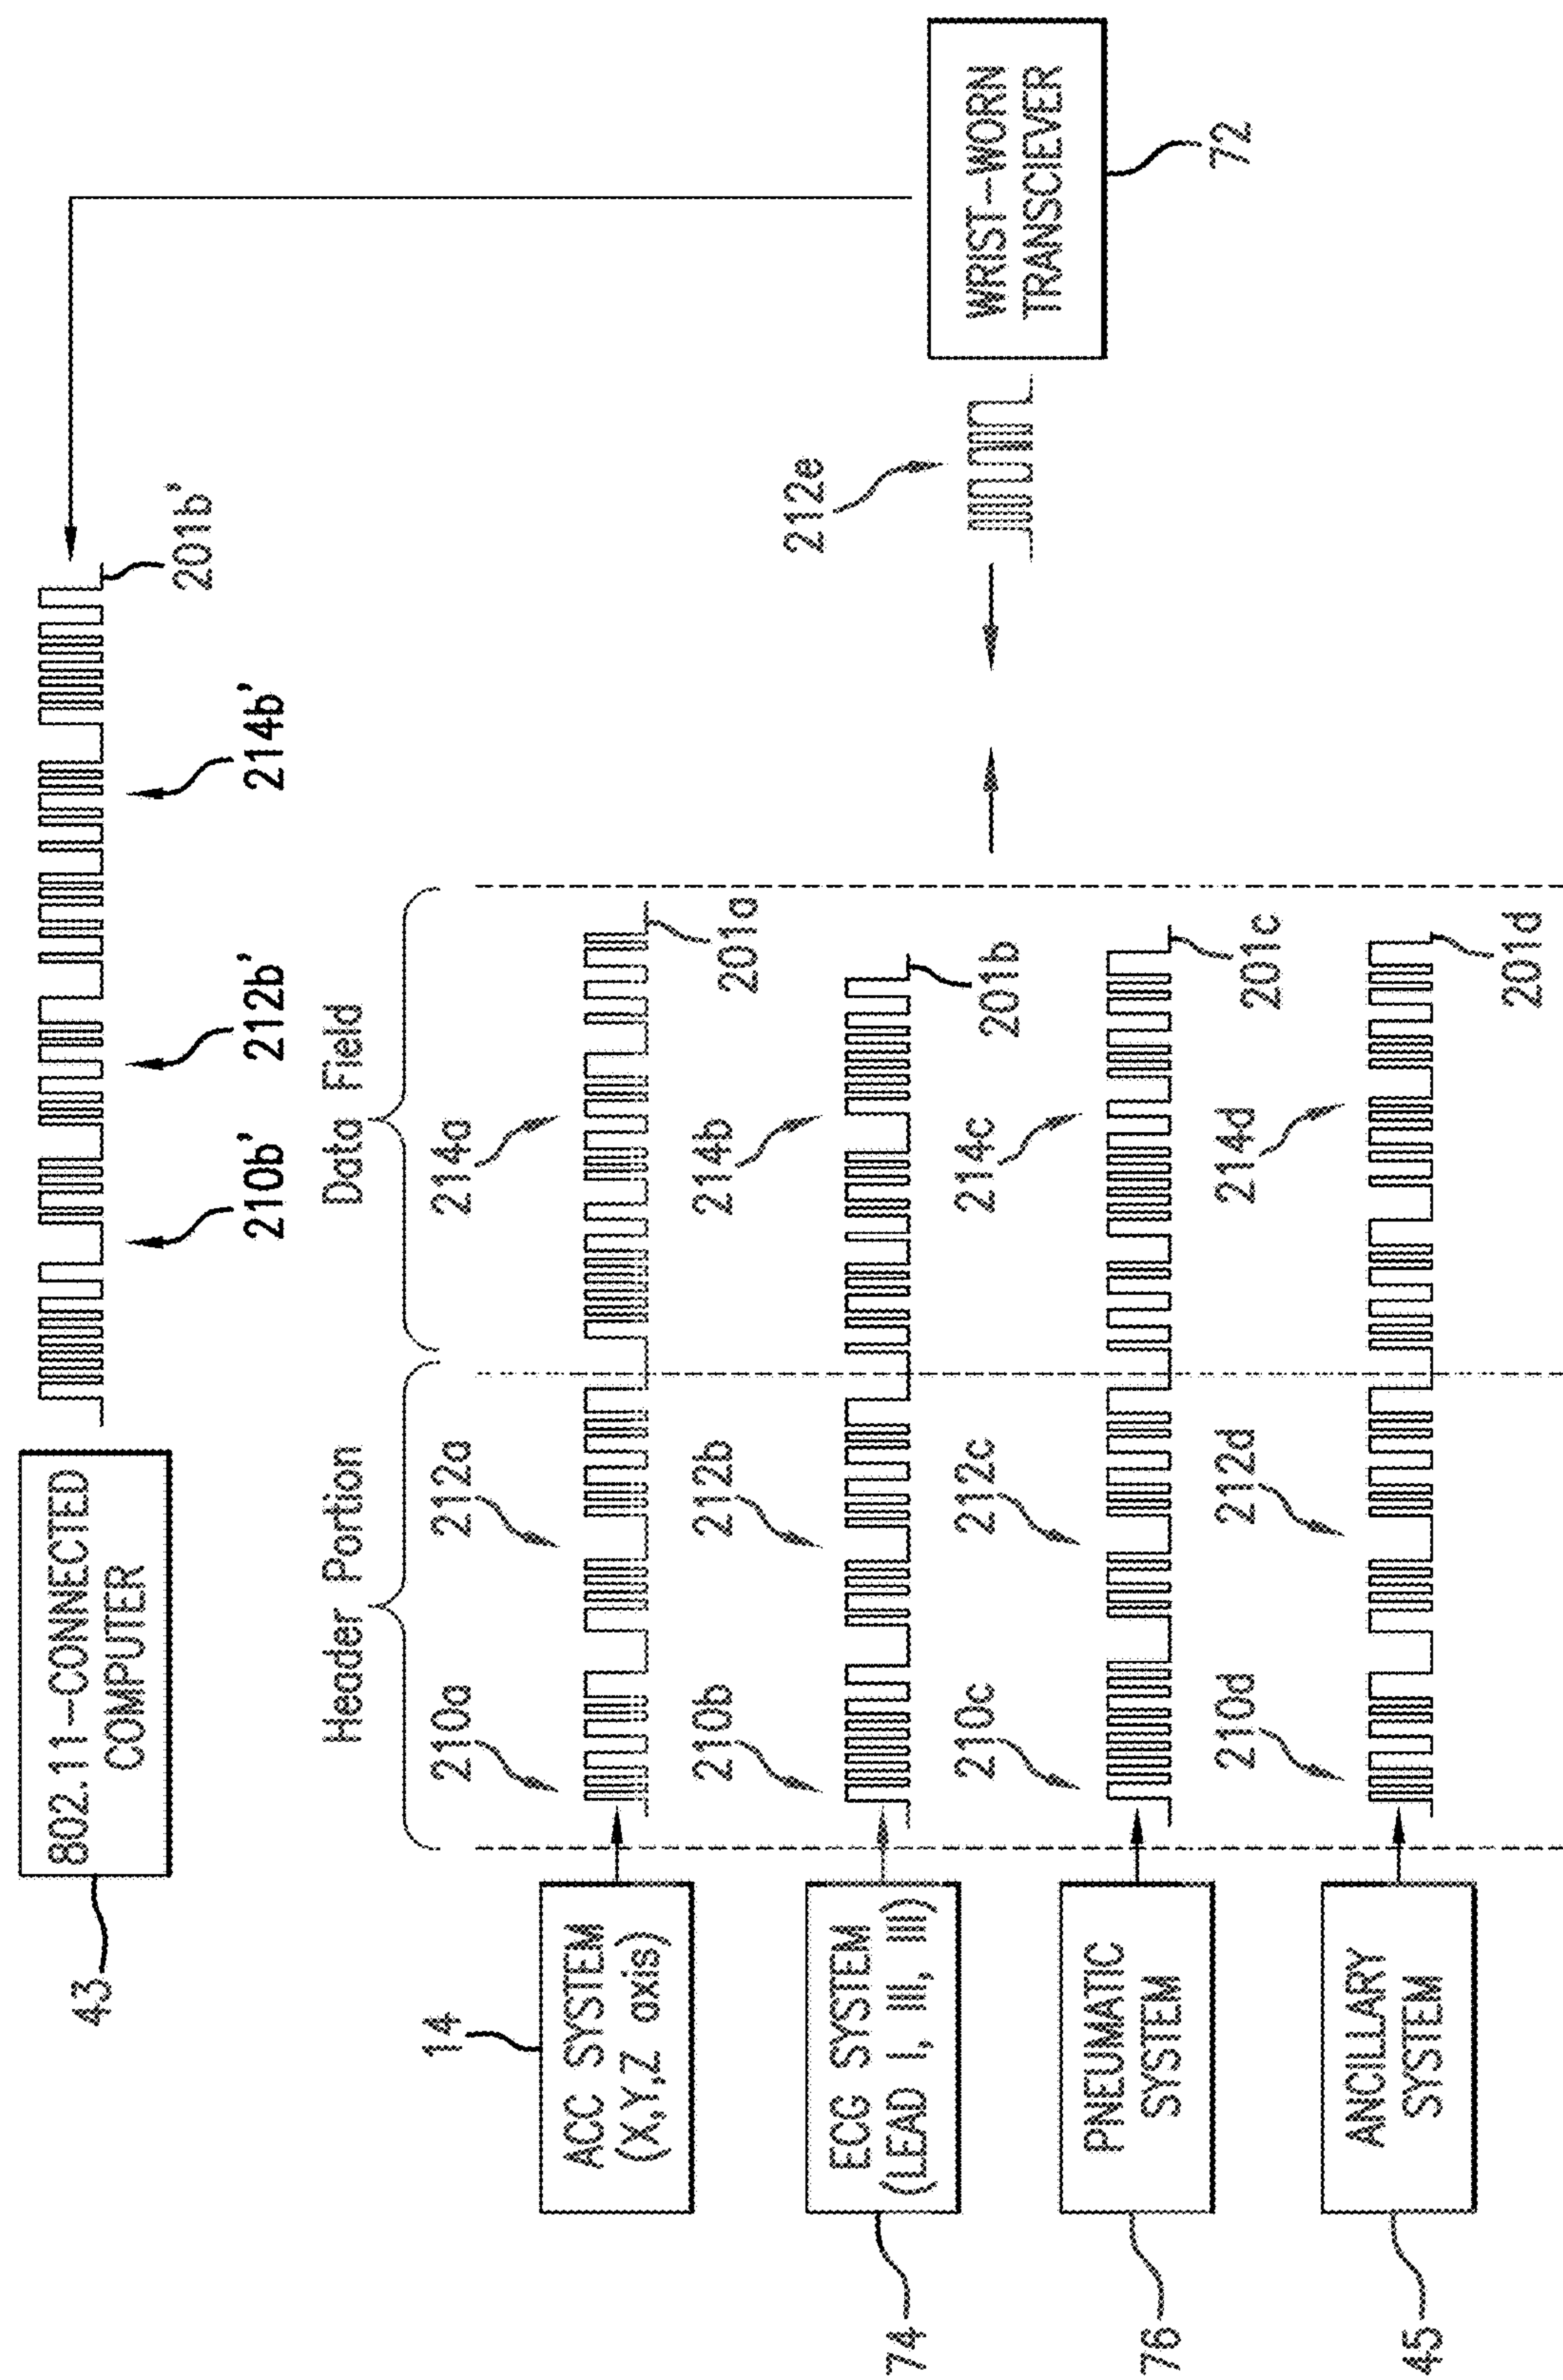 802.11-CONNECTED
COMPUTER
43
210b'
212b'
214b'
201b'
Header Portion
Data Field
14
ACC SYSTEM
(X,Y,Z axis)
210a
212a
214a
201a
74
ECG SYSTEM
(LEAD I, III, III)
210b
212b
214b
201b
76
PNEUMATIC
SYSTEM
210c
212c
214c
201c
45
ANCILLARY
SYSTEM
210d
212d
214d
201d
212e
WRIST-WORN
TRANSCIEVER
72